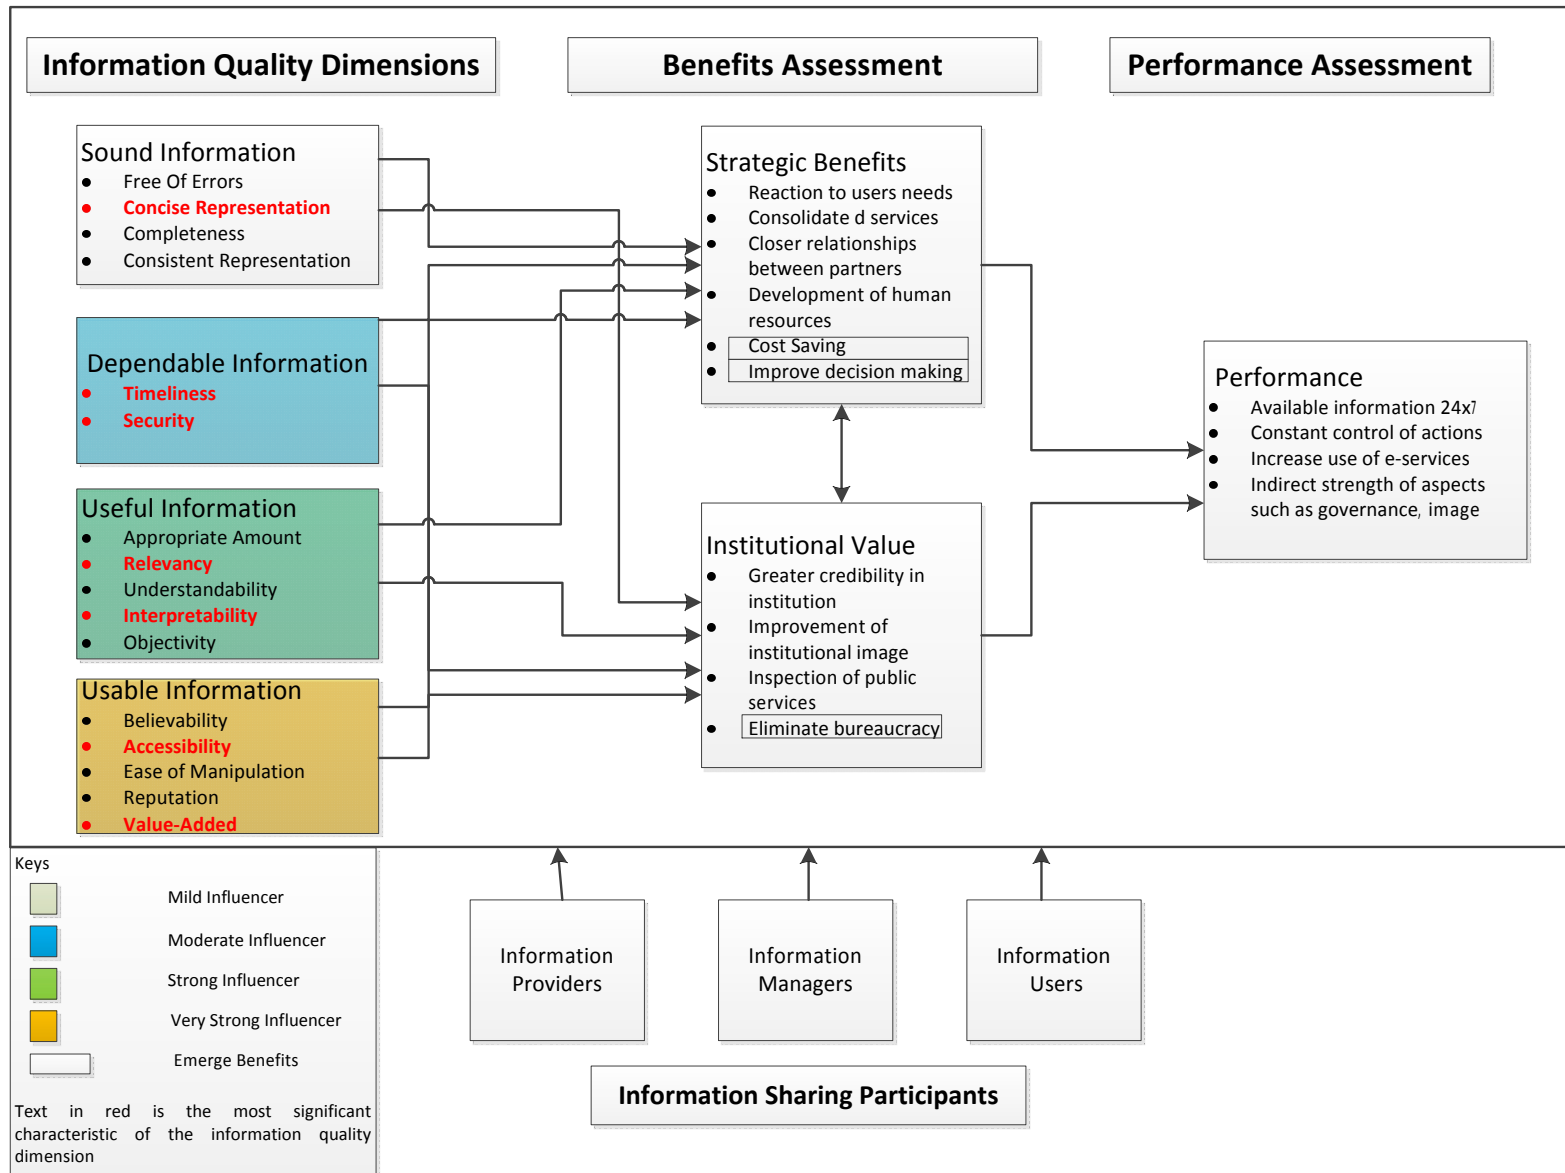 Information Quality Dimensions
Benefits Assessment
Performance Assessment
Sound Information
Free Of Errors
Concise Representation
Completeness
Consistent Representation
Dependable Information
Timeliness
Security
Useful Information
Appropriate Amount
Relevancy
Understandability
Interpretability
Objectivity
Usable Information
Believability
Accessibility
Ease of Manipulation
Reputation
Value-Added
Strategic Benefits
Reaction to users needs
Consolidate d services
Closer relationships
between partners
Development of human
resources
Cost Saving
Improve decision making
Institutional Value
Greater credibility in
institution
Improvement of
institutional image
Inspection of public
services
Eliminate bureaucracy
Performance
Available information 24x7
Constant control of actions
Increase use of e-services
Indirect strength of aspects
such as governance, image
Keys
Mild Influencer
Moderate Influencer
Strong Influencer
Very Strong Influencer
Emerge Benefits
Text in red is the most significant
characteristic of the information quality
dimension
Information
Providers
Information
Managers
Information
Users
Information Sharing Participants